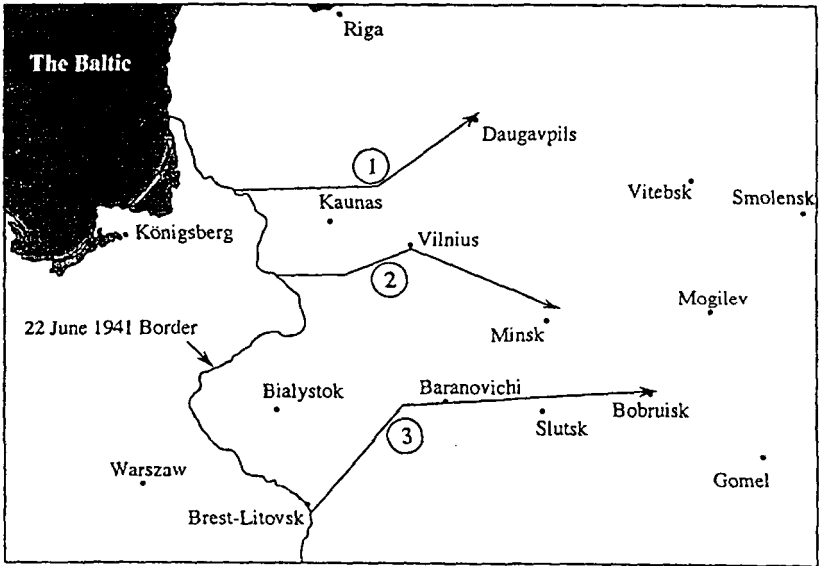 Riga
The Baltic
Daugavpils
1
Vitebsk
Smolensk
Kaunas
Königsberg
Vilnius
2
Mogilev
22 June 1941 Border
Minsk
Białystok
Baranovichi
Bobruisk
Slutsk
3
Warszaw
Gomel
Brest-Litovsk